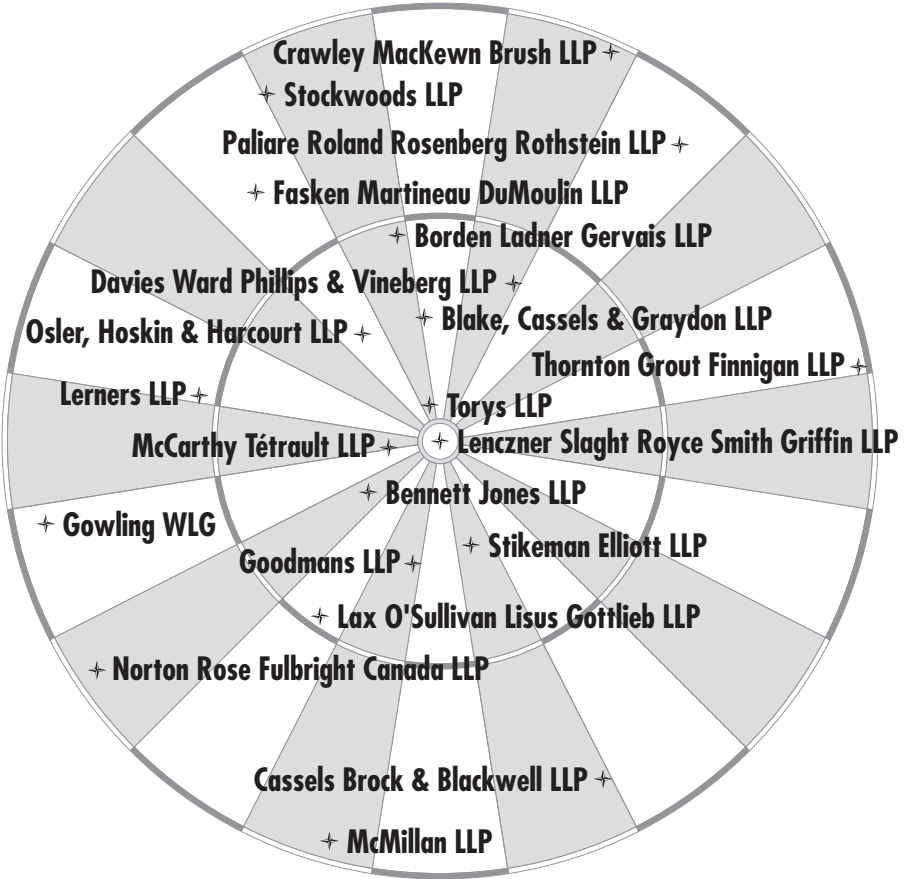 Crawley MacKewn Brush LLP
Stockwoods LLP
Paliare Roland Rosenberg Rothstein LLP
Fasken Martineau DuMoulin LLP
Borden Ladner Gervais LLP
Davies Ward Phillips & Vineberg LLP
Blake, Cassels & Graydon LLP
Osler, Hoskin & Harcourt LLP
Thornton Grout Finnigan LLP
Lerners LLP
Torys LLP
McCarthy Tétrault LLP
Lenczner Slaght Royce Smith Griffin LLP
Bennett Jones LLP
Gowling WLG
Stikeman Elliott LLP
Goodmans LLP
Lax O'Sullivan Lisus Gottlieb LLP
Norton Rose Fulbright Canada LLP
Cassels Brock & Blackwell LLP
McMillan LLP